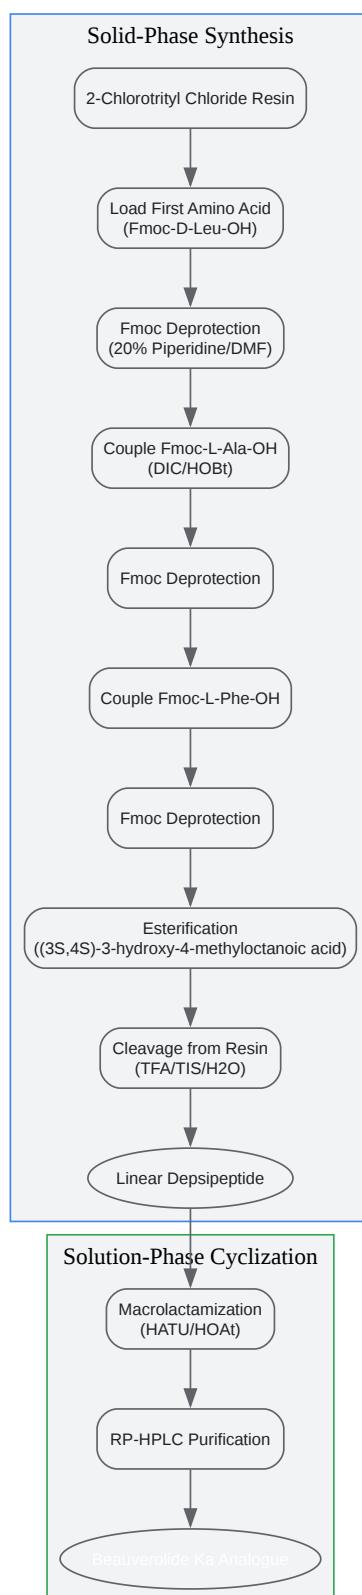 Solid-Phase Synthesis
2-Chlorotrityl Chloride Resin
Load First Amino Acid
(Fmoc-D-Leu-OH)
Fmoc Deprotection
(20% Piperidine/DMF)
Couple Fmoc-L-Ala-OH
(DIC/HOBt)
Fmoc Deprotection
Couple Fmoc-L-Phe-OH
Fmoc Deprotection
Esterification
((3S,4S)-3-hydroxy-4-methyloctanoic acid)
Cleavage from Resin
(TFA/TIS/H2O)
Linear Depsipeptide
Solution-Phase Cyclization
Macrolactamization
(HATU/HOAt)
RP-HPLC Purification
Beauverolide Ka Analogue